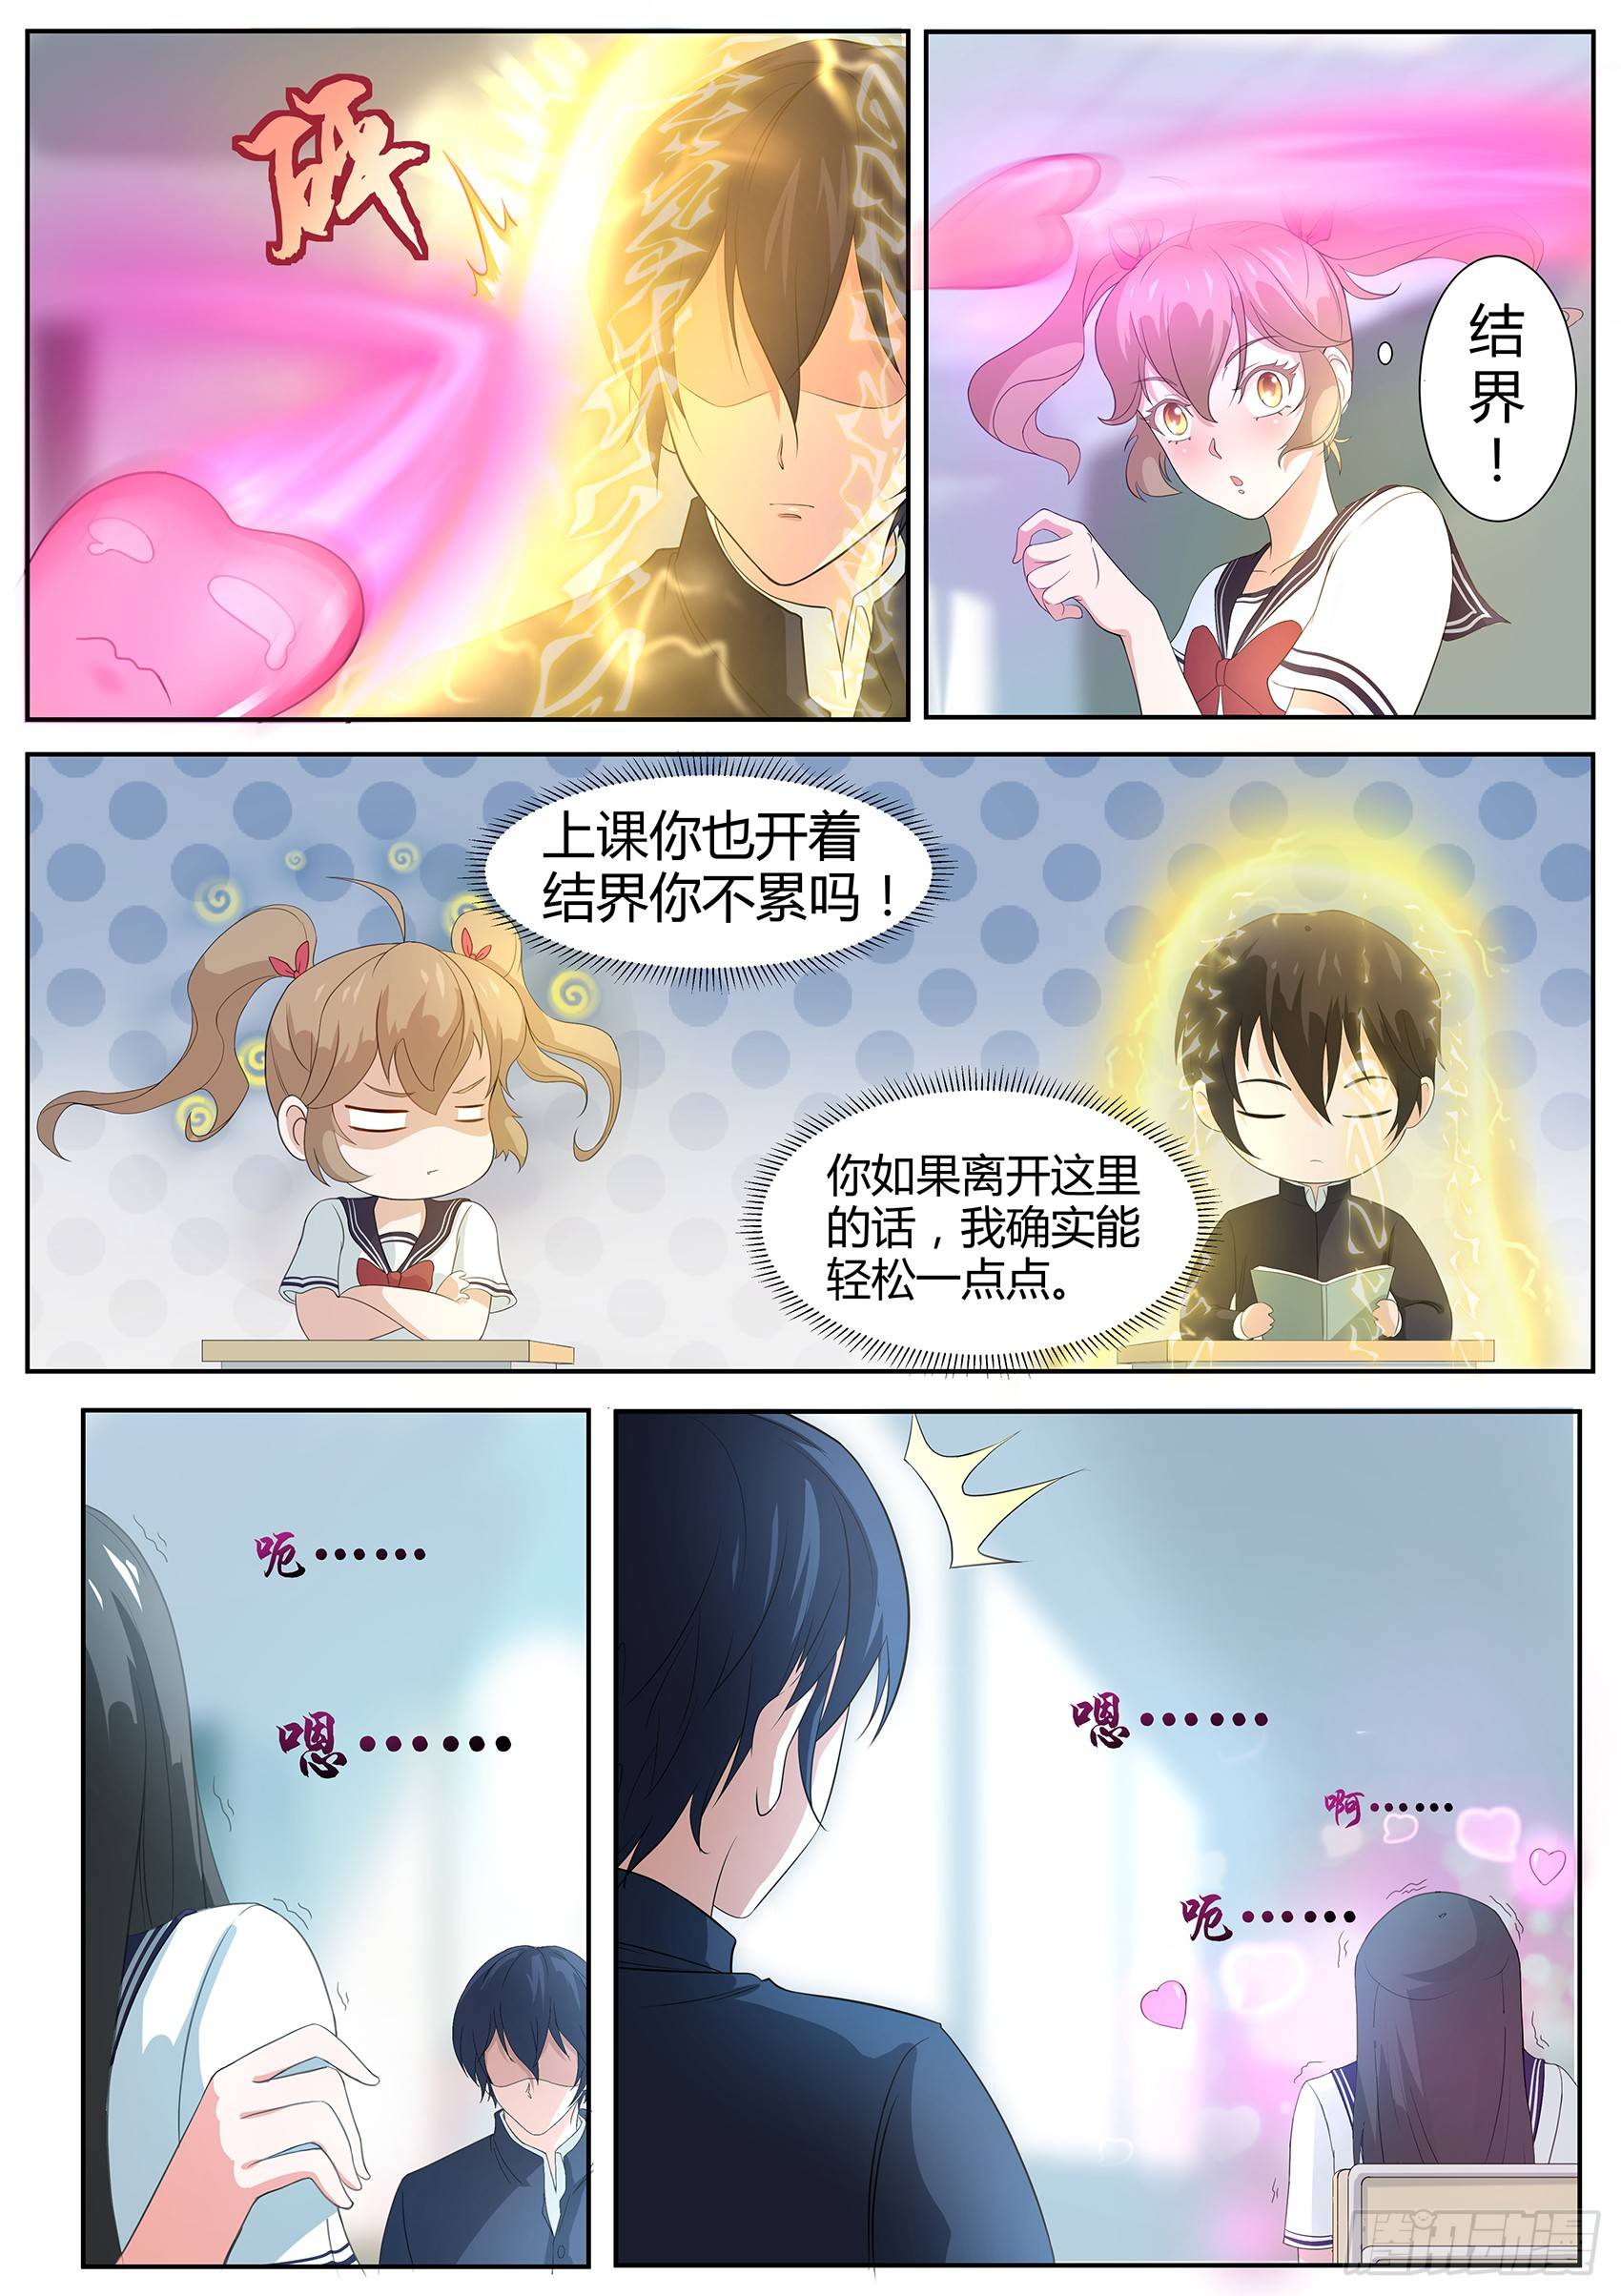 砰
结界！
上课你也开着
结界你不累吗！
你如果离开这里
的话，我确实能
轻松一点点。
呃……
嗯……
嗯……
啊……
呃……
腾讯动漫